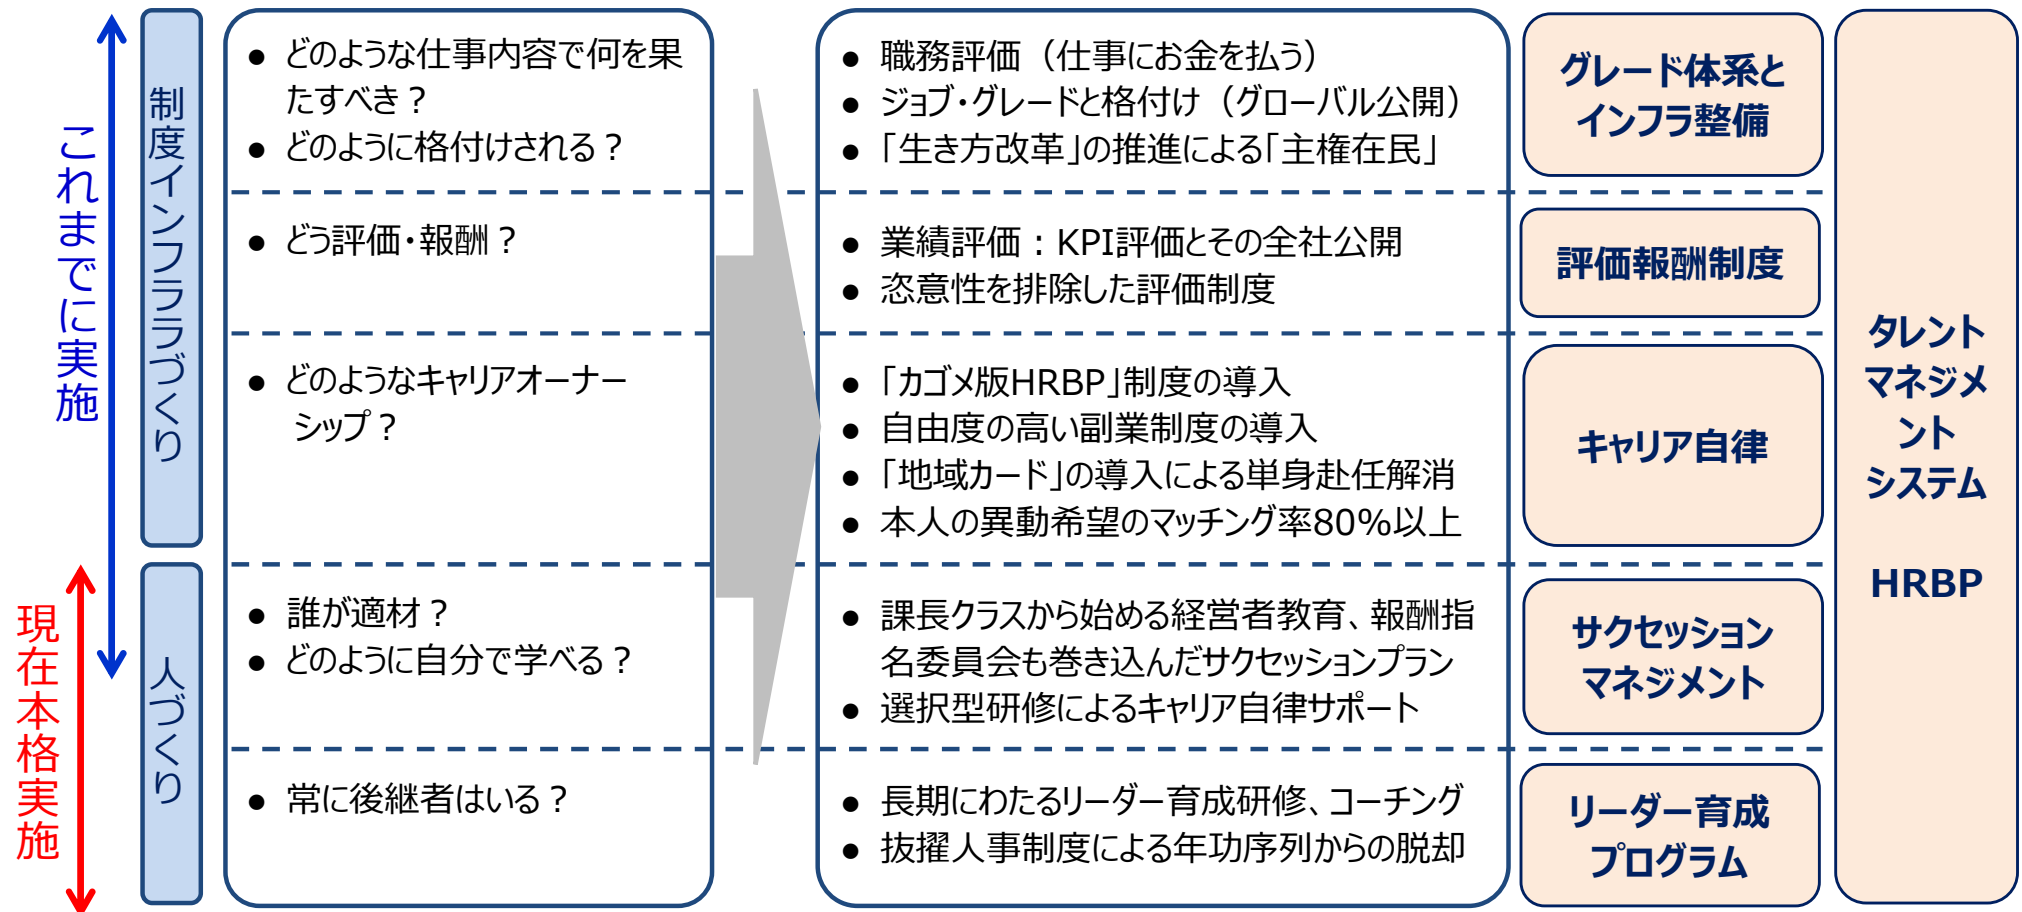 これまでに実施
現在本格実施
制度インフララづくり
人づくり
● どのような仕事内容で何を果
たすべき？
● どのように格付けされる？
● どう評価・報酬？
● どのようなキャリアオーナー
シップ？
● 誰が適材？
● どのように自分で学べる？
● 常に後継者はいる？
● 職務評価（仕事にお金を払う）
● ジョブ・グレードと格付け（グローバル公開）
● 「生き方改革」の推進による「主権在民」
● 業績評価：KPI評価とその全社公開
● 恣意性を排除した評価制度
● 「カゴメ版HRBP」制度の導入
● 自由度の高い副業制度の導入
● 「地域カード」の導入による単身赴任解消
● 本人の異動希望のマッチング率80%以上
● 課長クラスから始める経営者教育、報酬指
名委員会も巻き込んだサクセッションプラン
● 選択型研修によるキャリア自律サポート
● 長期にわたるリーダー育成研修、コーチング
● 抜擢人事制度による年功序列からの脱却
グレード体系と
インフラ整備
評価報酬制度
キャリア自律
サクセッション
マネジメント
リーダー育成
プログラム
タレント
マネジメ
ント
システム
HRBP